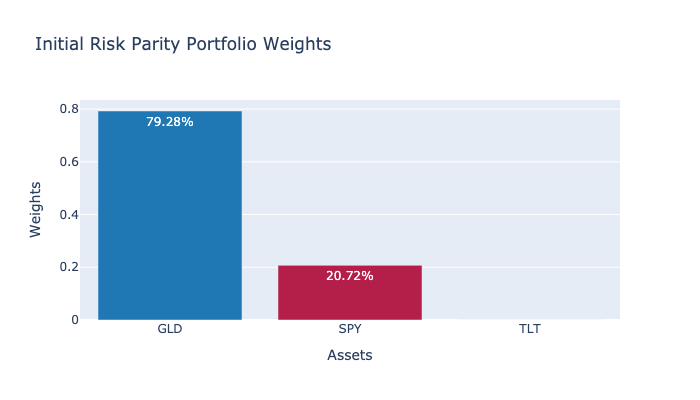 Initial Risk Parity Portfolio Weights
0.8
79.28%
0.6
Weights
0.4
0.2
20.72%
0
GLD SPY TLT
Assets